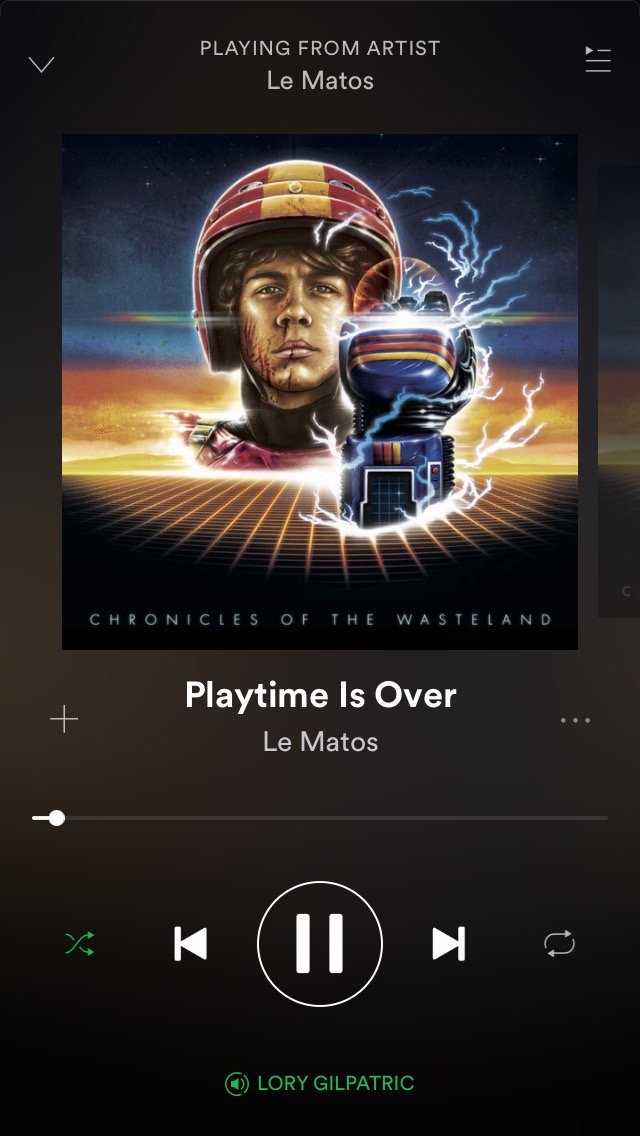 PLAYING FROM ARTIST
Le Matos
CHRONICLES OF THE WASTELAND
Playtime Is Over
Le Matos
LORY GILPATRIC